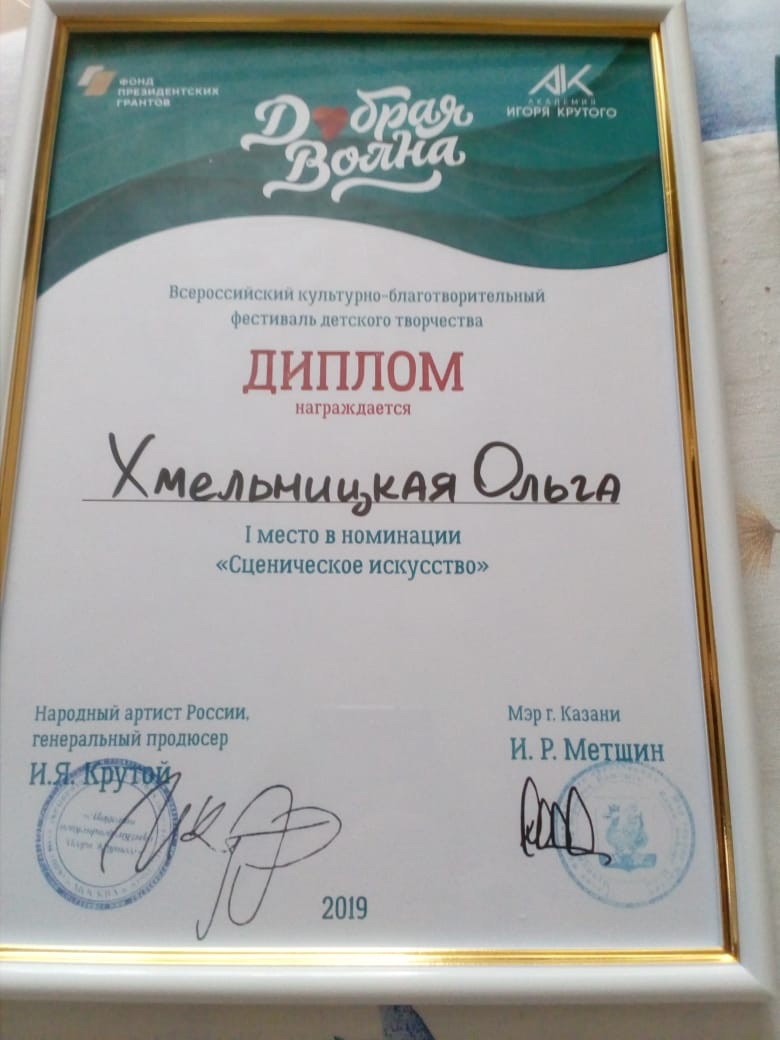 ФОНД
ПРЕЗИДЕНТСКИХ
ГРАНТОВ
Добрая
Волна
АК
АКАДЕМИЯ
ИГОРЯ КРУТОГО
Всероссийский культурно-благотворительный
фестиваль детского творчества
ДИПЛОМ
награждается
Хмельницкая Ольга
I место в номинации
«Сценическое искусство»
Народный артист России,
генеральный продюсер
И.Я. Крутой
Мэр г. Казани
И. Р. Метшин
2019